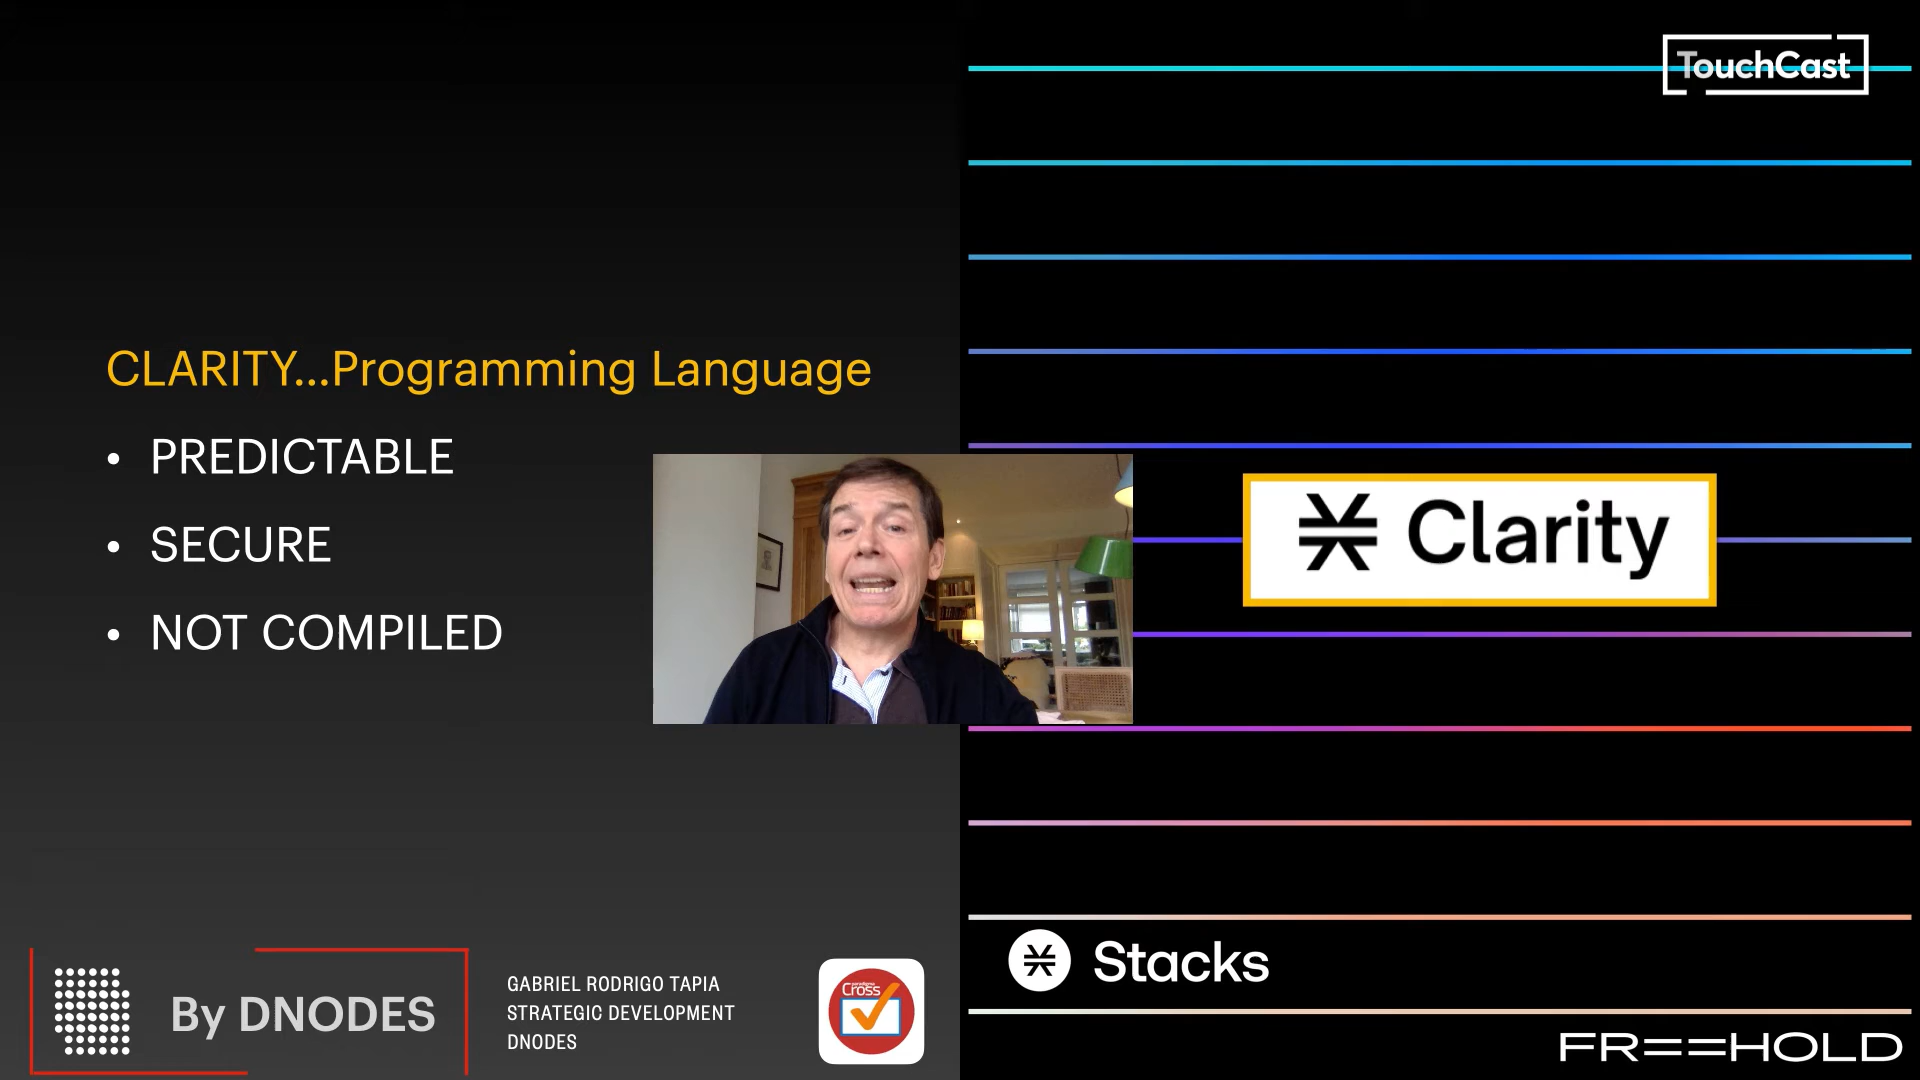 TouchCast
CLARITY...Programming Language
• PREDICTABLE
• SECURE
• NOT COMPILED
Clarity
Stacks
By DNODES
GABRIEL RODRIGO TAPIA
STRATEGIC DEVELOPMENT
DNODES
paradigma
Cross
FR==HOLD